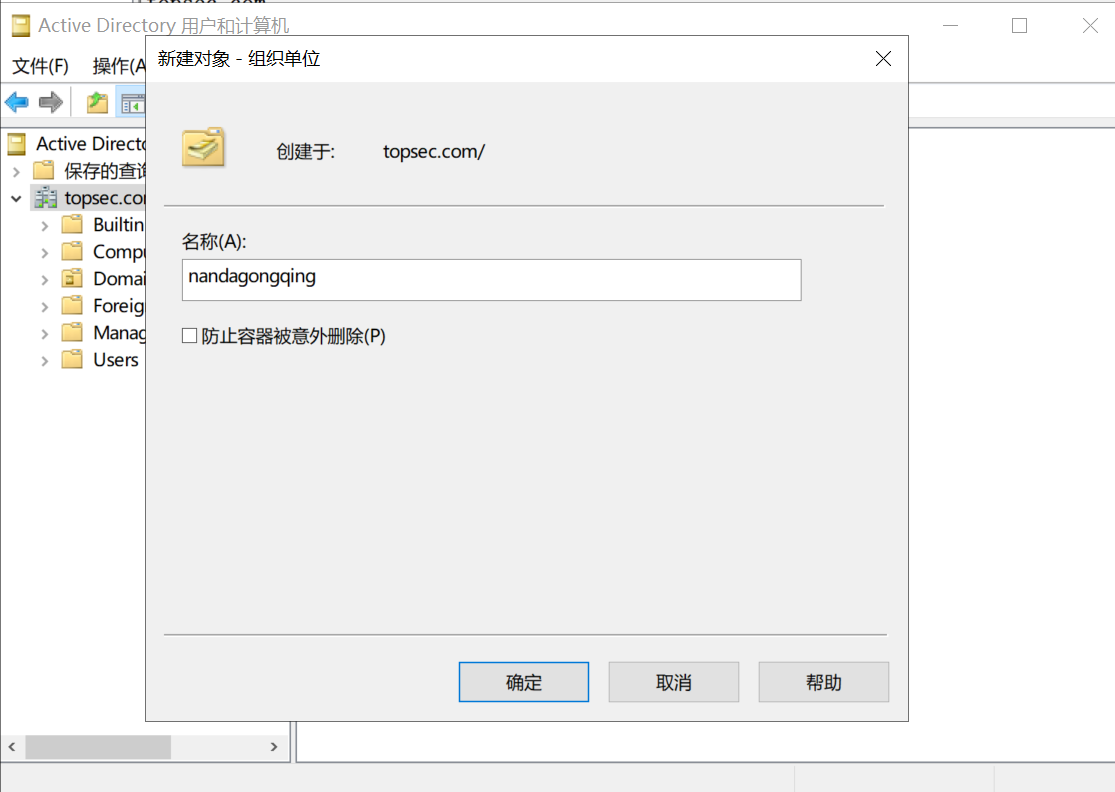 Active Directory 用户和计算机
文件(F) 操作(A
新建对象 - 组织单位
创建于: topsec.com/
名称(A):
nandagongqing
防止容器被意外删除(P)
确定 取消 帮助
Active Directo
保存的查询
topsec.co
Builtin
Compu
Domai
Foreig
Manag
Users